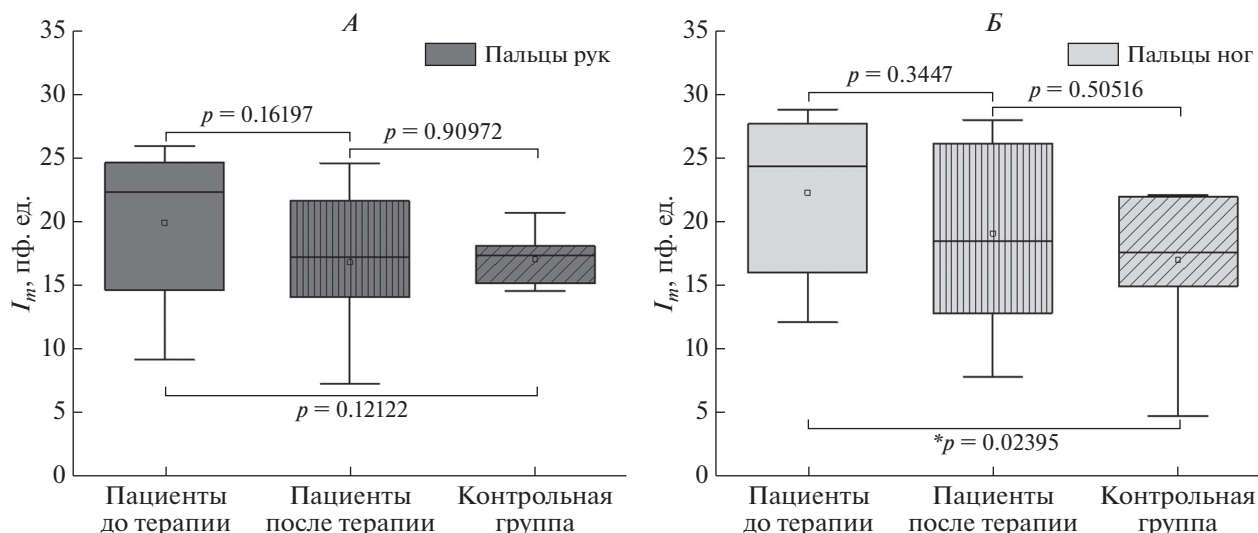 А
35
30
25
20
15
10
5
0
I_m, пф. ед.
Пальцы рук
p = 0.16197
p = 0.90972
p = 0.12122
Пациенты
до терапии
Пациенты
после терапии
Контрольная
группа
Б
35
30
25
20
15
10
5
0
I_m, пф. ед.
Пальцы ног
p = 0.3447
p = 0.50516
*p = 0.02395
Пациенты
до терапии
Пациенты
после терапии
Контрольная
группа